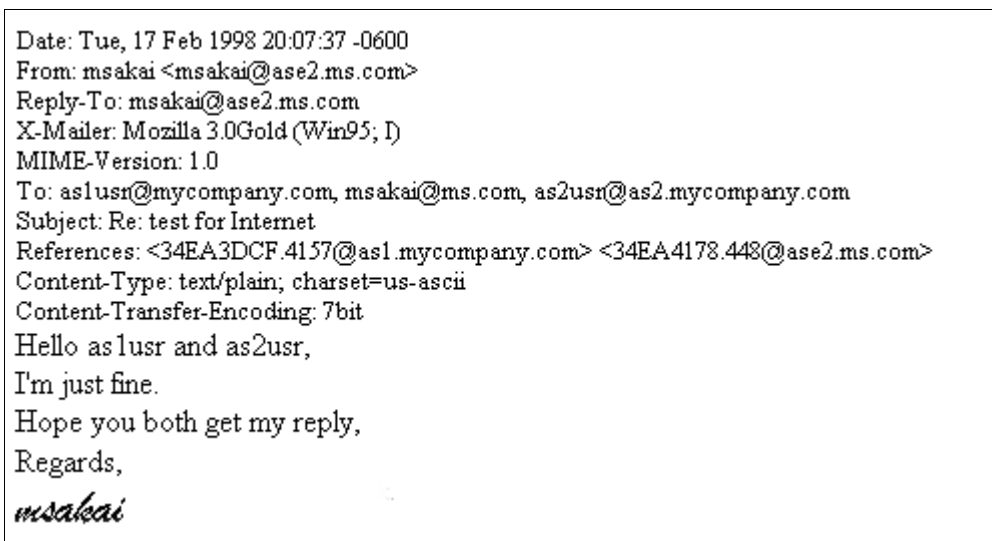 Date: Tue, 17 Feb 1998 20:07:37 -0600
From: msakai <msakai@ase2.ms.com>
Reply-To: msakai@ase2.ms.com
X-Mailer: Mozilla 3.0Gold (Win95; I)
MIME-Version: 1.0
To: as1usr@mycompany.com, msakai@ms.com, as2usr@as2.mycompany.com
Subject: Re: test for Internet
References: <34EA3DCF.4157@as1.mycompany.com> <34EA4178.448@ase2.ms.com>
Content-Type: text/plain; charset=us-ascii
Content-Transfer-Encoding: 7bit
Hello as1usr and as2usr,
I'm just fine.
Hope you both get my reply,
Regards,
msakai